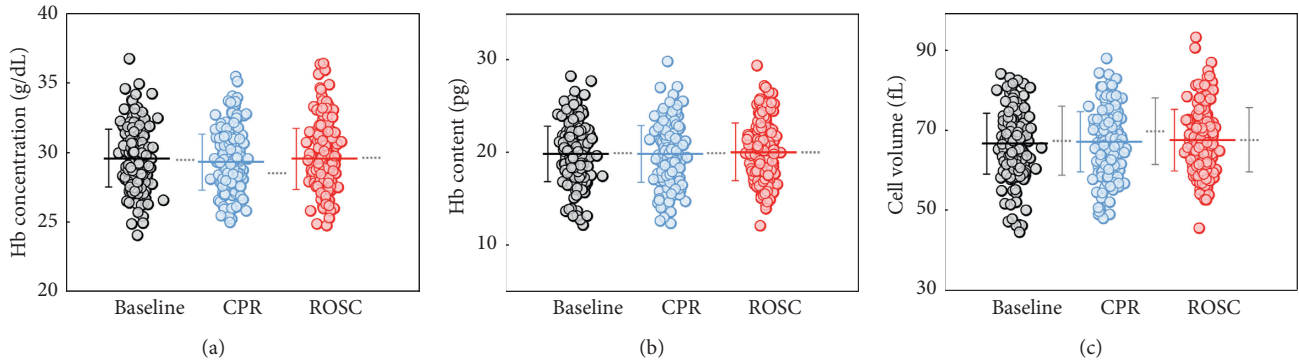 Hb concentration (g/dL)
40
35
30
25
20
Baseline CPR ROSC
(a)
Hb content (pg)
30
20
10
Baseline CPR ROSC
(b)
Cell volume (fL)
90
70
50
30
Baseline CPR ROSC
(c)